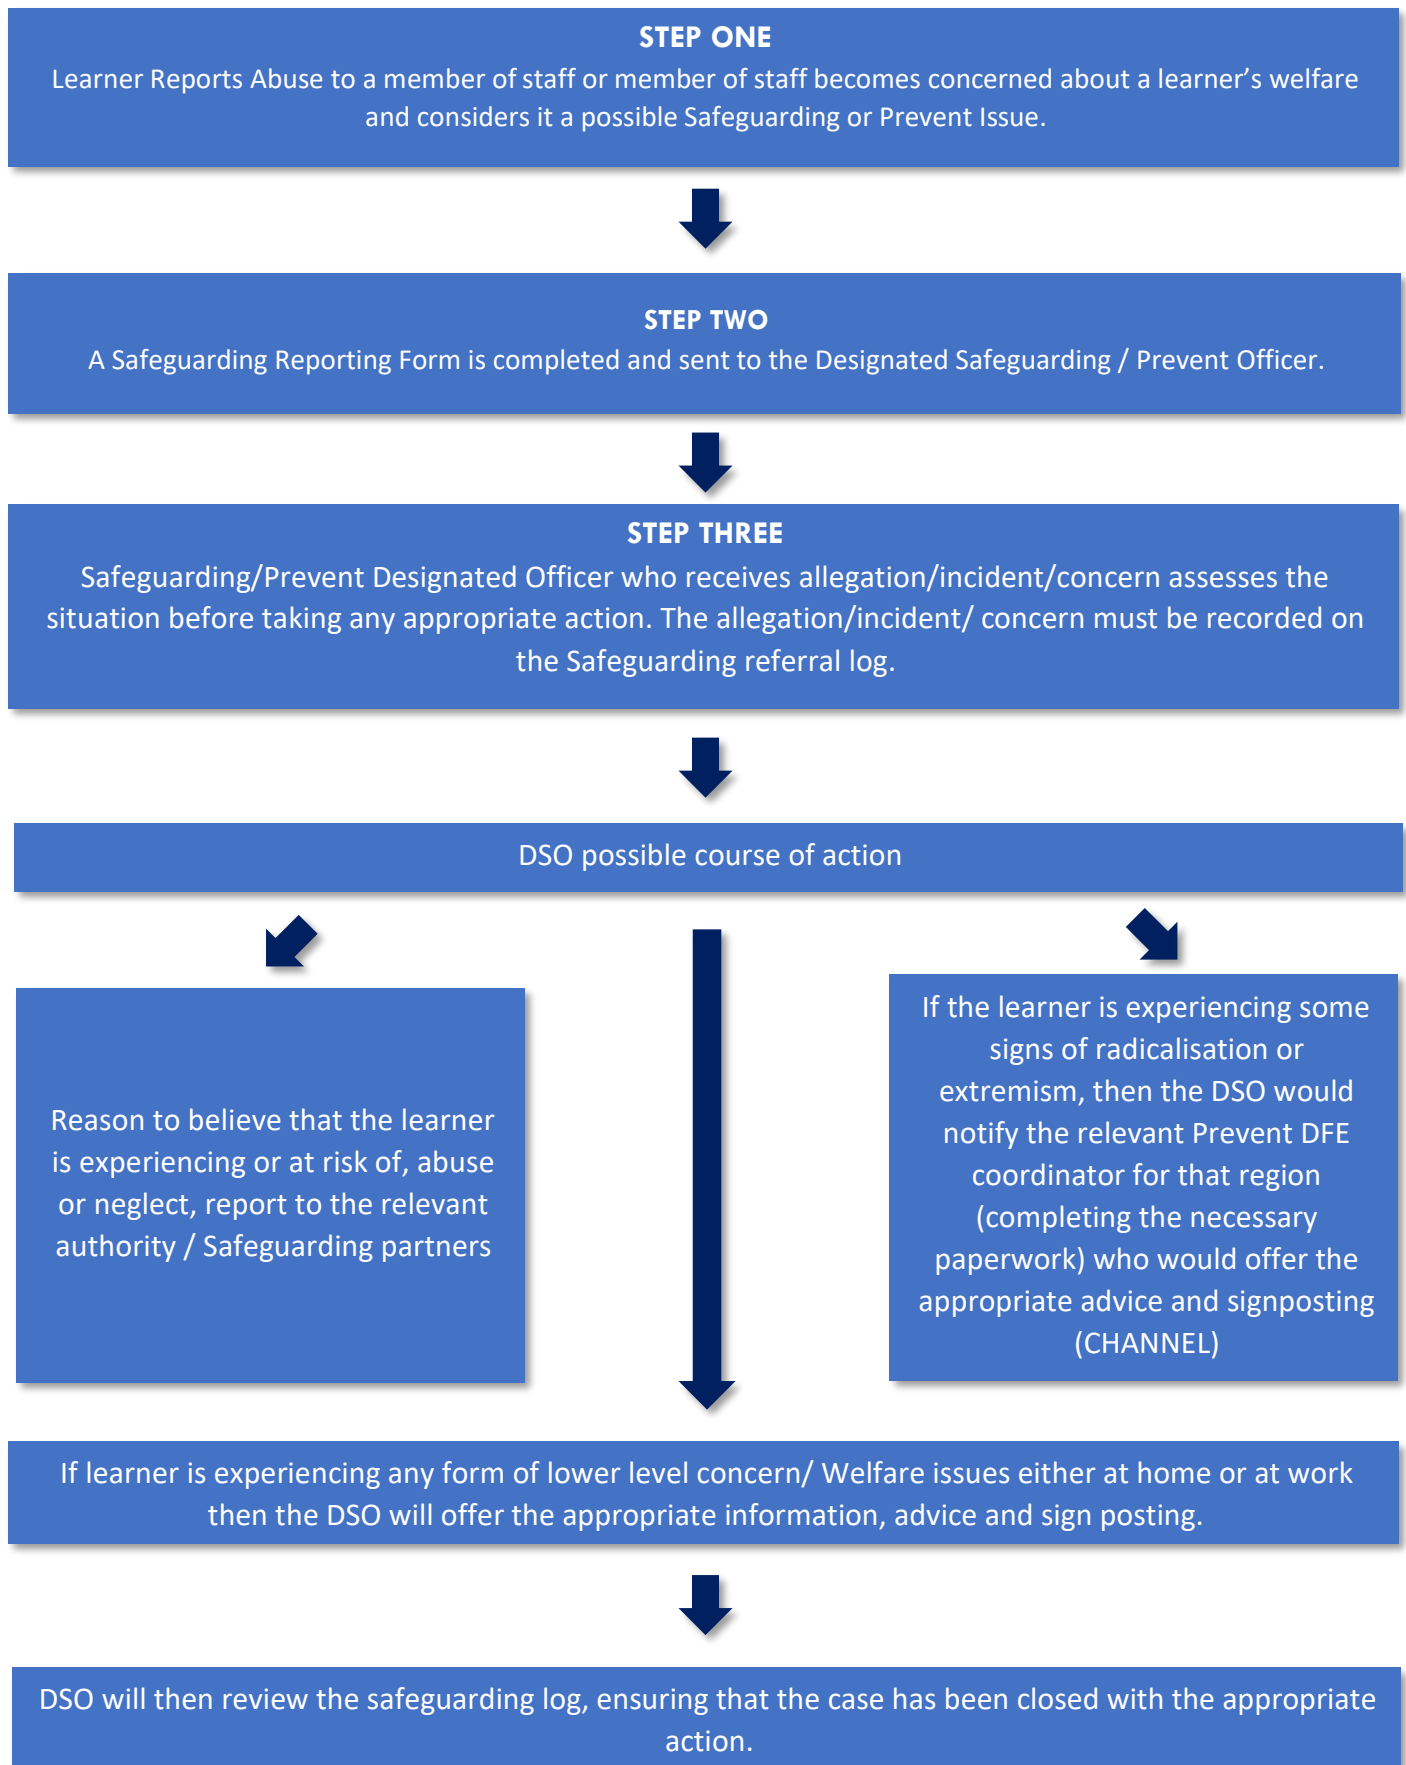 STEP ONE
Learner Reports Abuse to a member of staff or member of staff becomes concerned about a learner’s welfare
and considers it a possible Safeguarding or Prevent Issue.
STEP TWO
A Safeguarding Reporting Form is completed and sent to the Designated Safeguarding / Prevent Officer.
STEP THREE
Safeguarding/Prevent Designated Officer who receives allegation/incident/concern assesses the
situation before taking any appropriate action. The allegation/incident/ concern must be recorded on
the Safeguarding referral log.
DSO possible course of action
Reason to believe that the learner
is experiencing or at risk of, abuse
or neglect, report to the relevant
authority / Safeguarding partners
If the learner is experiencing some
signs of radicalisation or
extremism, then the DSO would
notify the relevant Prevent DFE
coordinator for that region
(completing the necessary
paperwork) who would offer the
appropriate advice and signposting
(CHANNEL)
If learner is experiencing any form of lower level concern/ Welfare issues either at home or at work
then the DSO will offer the appropriate information, advice and sign posting.
DSO will then review the safeguarding log, ensuring that the case has been closed with the appropriate
action.